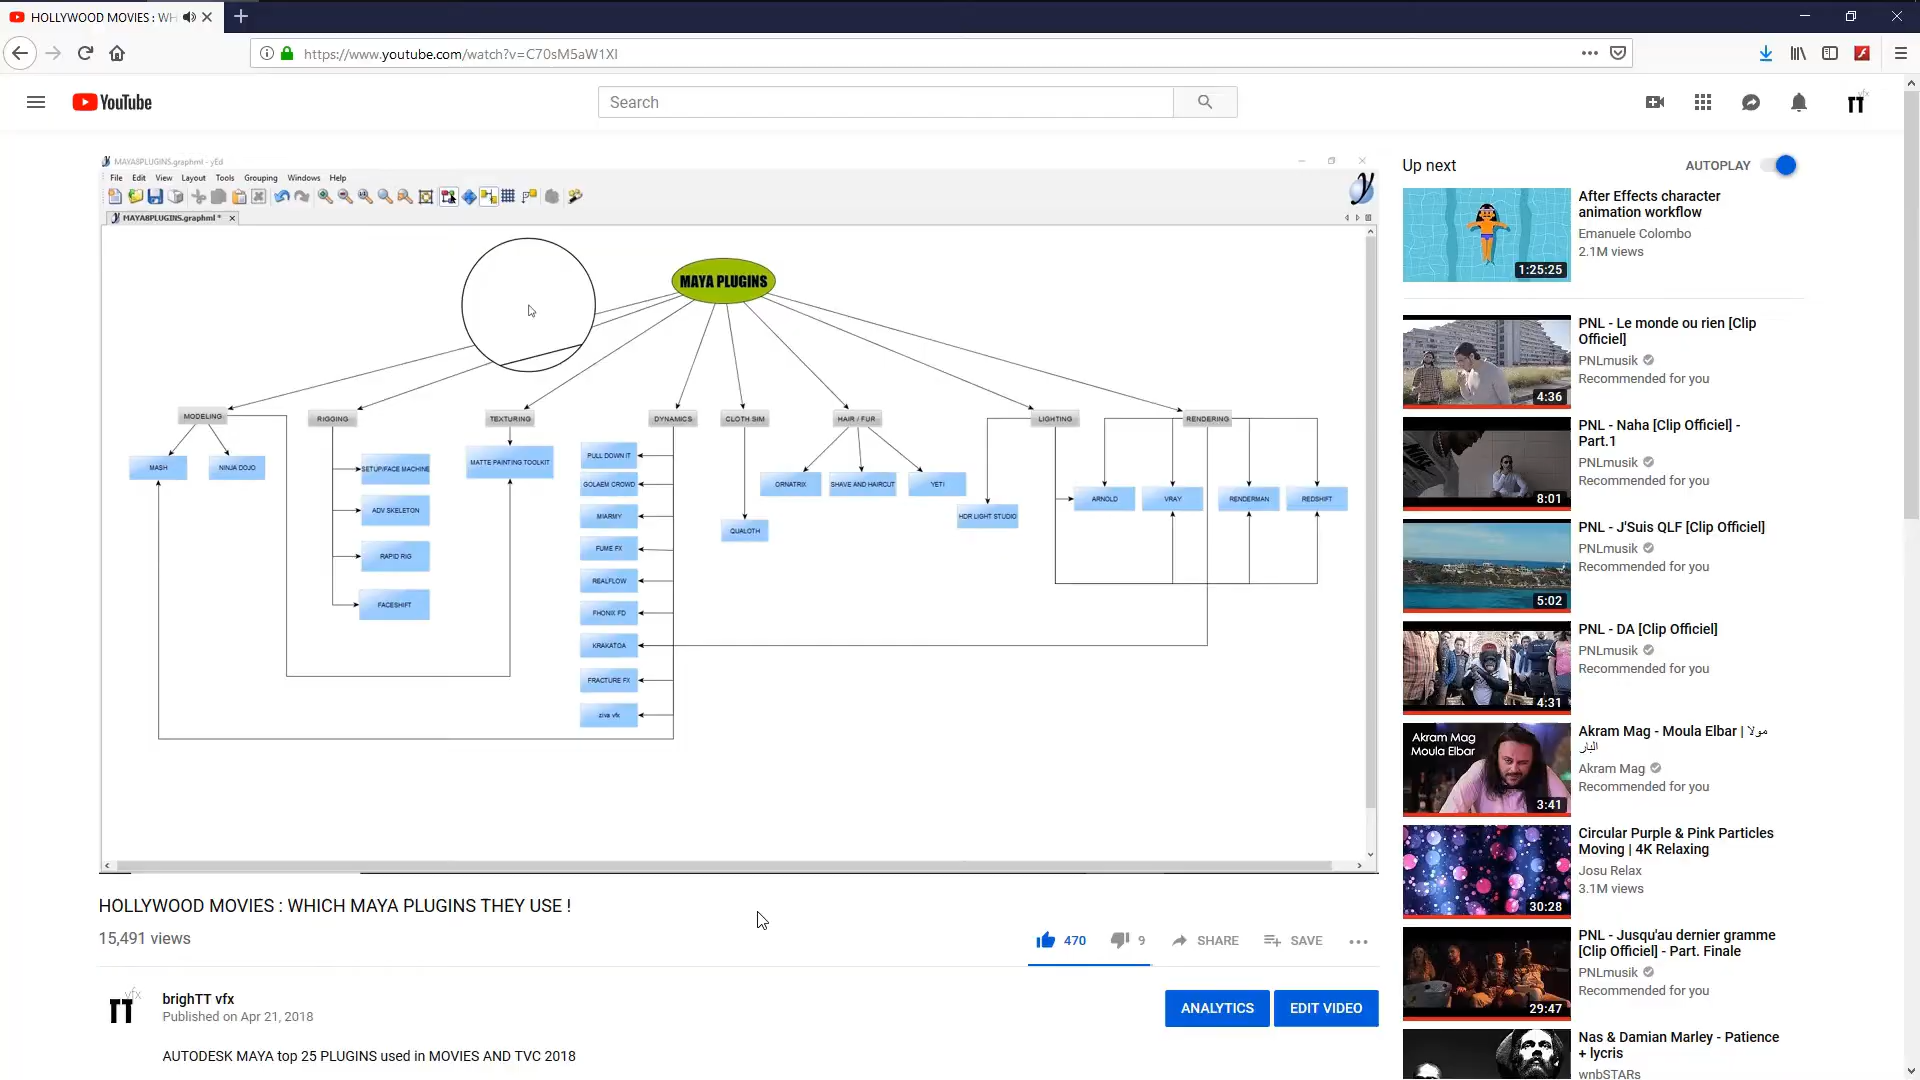 HOLLYWOOD MOVIES : WH
https://www.youtube.com/watch?v=C70sM5aW1XI
YouTube
Search
TT vfx
MAYA8PLUGINS.graphml - yEd
File Edit View Layout Tools Grouping Windows Help
MAYA8PLUGINS.graphml *
MAYA PLUGINS
MODELING
RIGGING
TEXTURING
DYNAMICS
CLOTH SIM
HAIR / FUR
LIGHTING
RENDERING
MASH
NINJA DOJO
SETUP/FACE MACHINE
ADV SKELETON
RAPID RIG
FACESHIFT
MATTE PAINTING TOOLKIT
PULL DOWN IT
GOLAEM CROWD
MIARMY
FUME FX
REALFLOW
FHONIX FD
KRAKATOA
FRACTURE FX
ziva vfx
QUALOTH
ORNATRIX
SHAVE AND HAIRCUT
YETI
HDR LIGHT STUDIO
ARNOLD
VRAY
RENDERMAN
REDSHIFT
HOLLYWOOD MOVIES : WHICH MAYA PLUGINS THEY USE !
15,491 views
470
9
SHARE
SAVE
TT vfx
brighTT vfx
Published on Apr 21, 2018
ANALYTICS
EDIT VIDEO
AUTODESK MAYA top 25 PLUGINS used in MOVIES AND TVC 2018
Up next
AUTOPLAY
1:25:25
After Effects character
animation workflow
Emanuele Colombo
2.1M views
4:36
PNL - Le monde ou rien [Clip
Officiel]
PNLmusik
Recommended for you
8:01
PNL - Naha [Clip Officiel] -
Part.1
PNLmusik
Recommended for you
5:02
PNL - J'Suis QLF [Clip Officiel]
PNLmusik
Recommended for you
4:31
PNL - DA [Clip Officiel]
PNLmusik
Recommended for you
Akram Mag
Moula Elbar
3:41
Akram Mag - Moula Elbar | مولا
البار
Akram Mag
Recommended for you
30:28
Circular Purple & Pink Particles
Moving | 4K Relaxing
Josu Relax
3.1M views
29:47
PNL - Jusqu'au dernier gramme
[Clip Officiel] - Part. Finale
PNLmusik
Recommended for you
Nas & Damian Marley - Patience
+ lycris
wnbSTARs